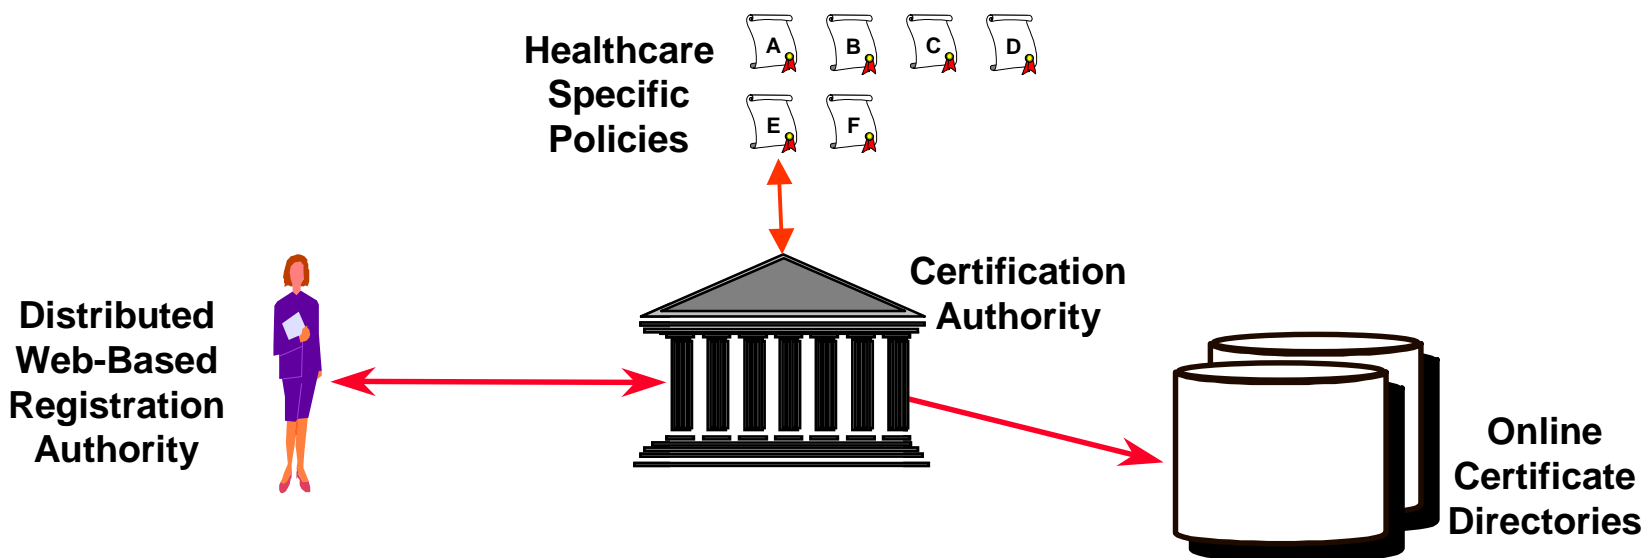 Healthcare
Specific
Policies
A B C D
E F
Certification
Authority
Distributed
Web-Based
Registration
Authority
Online
Certificate
Directories